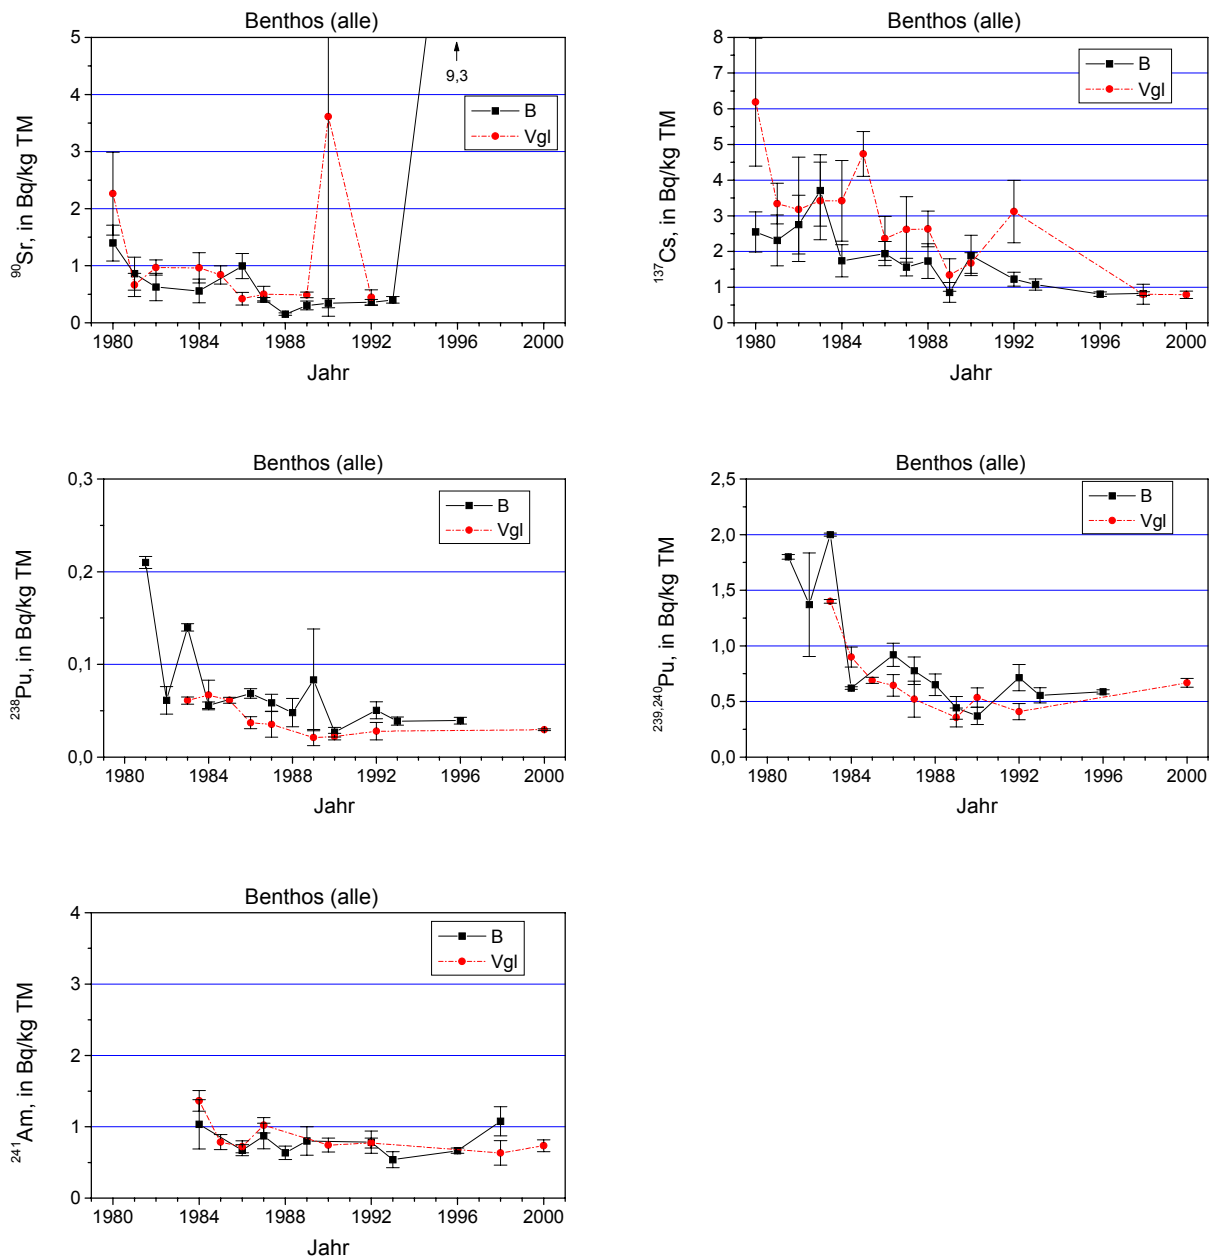 Benthos (alle)
5
4
3
2
1
0
⁹⁰Sr, in Bq/kg TM
9,3
B
Vgl
1980 1984 1988 1992 1996 2000
Jahr
Benthos (alle)
8
7
6
5
4
3
2
1
0
¹³⁷Cs, in Bq/kg TM
B
Vgl
1980 1984 1988 1992 1996 2000
Jahr
Benthos (alle)
0,3
0,2
0,1
0,0
²³⁸Pu, in Bq/kg TM
B
Vgl
1980 1984 1988 1992 1996 2000
Jahr
Benthos (alle)
2,5
2,0
1,5
1,0
0,5
0,0
²³⁹,²⁴⁰Pu, in Bq/kg TM
B
Vgl
1980 1984 1988 1992 1996 2000
Jahr
Benthos (alle)
4
3
2
1
0
²⁴¹Am, in Bq/kg TM
B
Vgl
1980 1984 1988 1992 1996 2000
Jahr